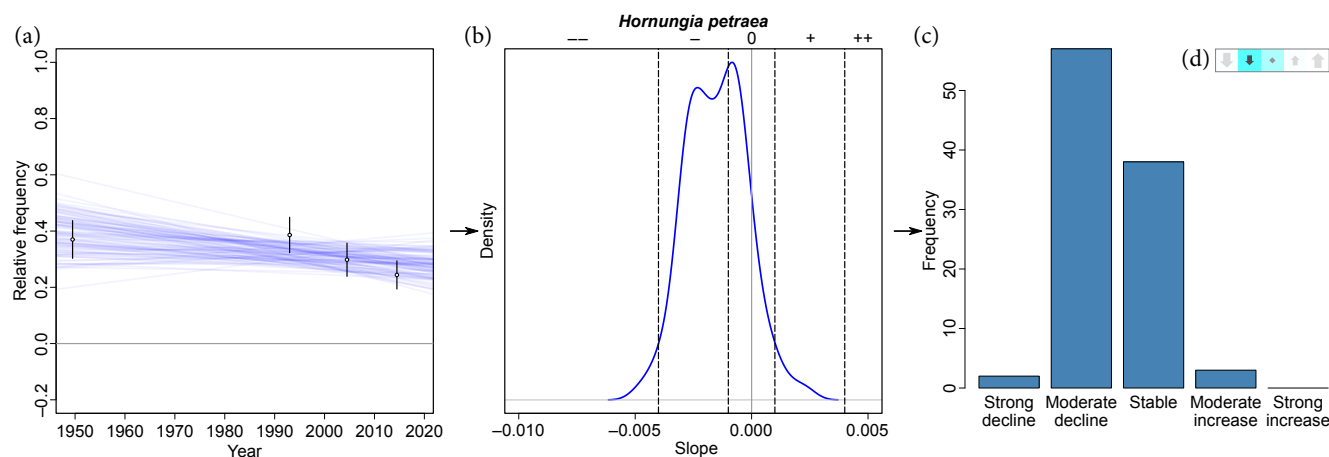 Hornungia petraea
(a)
1.0
0.8
0.6
0.4
0.2
0.0
–0.2
Relative frequency
1950 1960 1970 1980 1990 2000 2010 2020
Year
(b)
–– – 0 + ++
Density
–0.010 –0.005 0.000 0.005
Slope
(c)
50
40
30
20
10
0
Frequency
Strong Moderate Stable Moderate Strong
decline decline increase increase
(d)